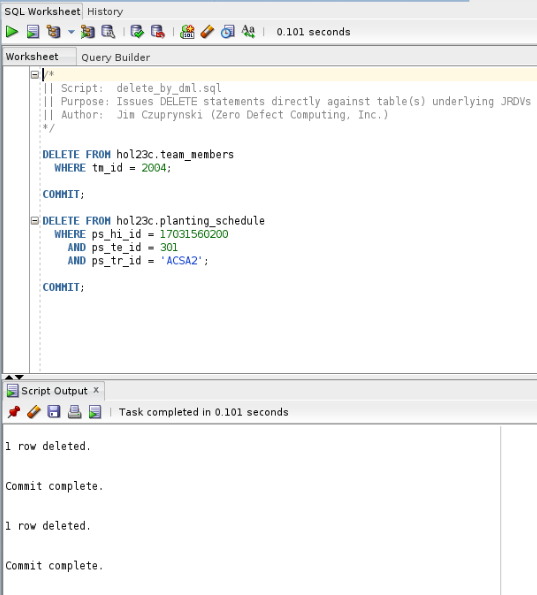 SQL Worksheet History
0.101 seconds
Worksheet Query Builder
/*
|| Script:  delete_by_dml.sql
|| Purpose: Issues DELETE statements directly against table(s) underlying JRDVs
|| Author:  Jim Czuprynski (Zero Defect Computing, Inc.)
*/
DELETE FROM hol23c.team_members
WHERE tm_id = 2004;
COMMIT;
DELETE FROM hol23c.planting_schedule
WHERE ps_hi_id = 17031560200
AND ps_te_id = 301
AND ps_tr_id = 'ACSA2';
COMMIT;
Script Output x
Task completed in 0.101 seconds
1 row deleted.
Commit complete.
1 row deleted.
Commit complete.